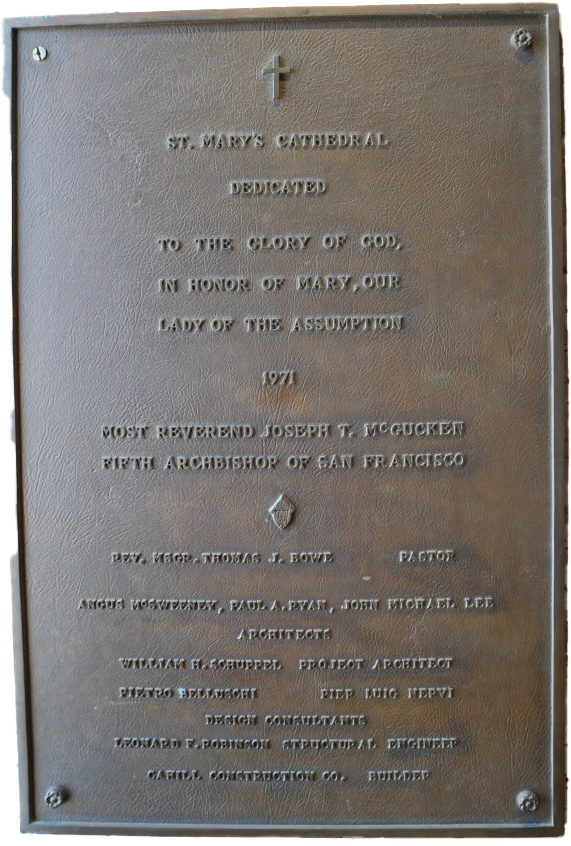 ST. MARY'S CATHEDRAL
DEDICATED
TO THE GLORY OF GOD,
IN HONOR OF MARY, OUR
LADY OF THE ASSUMPTION
1971
MOST REVEREND JOSEPH T. McGUCKEN
FIFTH ARCHBISHOP OF SAN FRANCISCO
REV. MSGR. THOMAS J. BOWE PASTOR
ANGUS McSWEENEY, PAUL A. RYAN, JOHN MICHAEL LEE
ARCHITECTS
WILLIAM H. SCHUPPEL PROJECT ARCHITECT
PIETRO BELLUSCHI PIER LUIG NERVI
DESIGN CONSULTANTS
LEONARD F. ROBINSON STRUCTURAL ENGINEER
CAHILL CONSTRUCTION CO. BUILDER